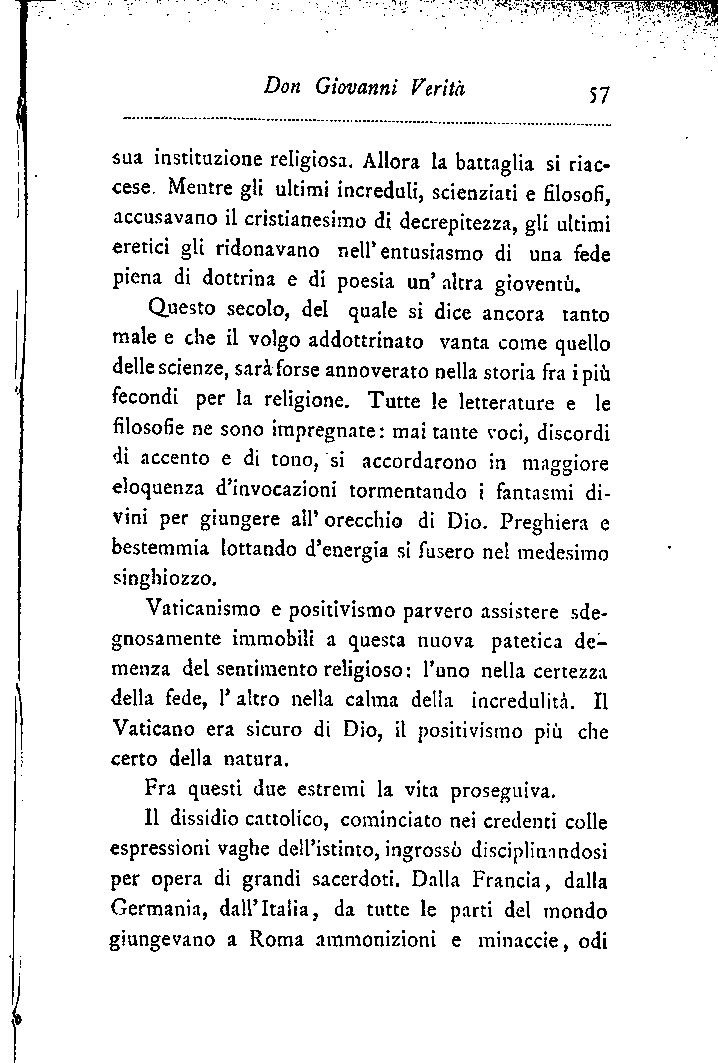 Don Giovanni Verità 57
sua instituzione religiosa. Allora la battaglia si riac-
cese. Mentre gli ultimi increduli, scienziati e filosofi,
accusavano il cristianesimo di decrepitezza, gli ultimi
eretici gli ridonavano nell'entusiasmo di una fede
piena di dottrina e di poesia un' altra gioventù.
Questo secolo, del quale si dice ancora tanto
male e che il volgo addottrinato vanta come quello
delle scienze, sarà forse annoverato nella storia fra i più
fecondi per la religione. Tutte le letterature e le
filosofie ne sono impregnate: mai tante voci, discordi
di accento e di tono, si accordarono in maggiore
eloquenza d'invocazioni tormentando i fantasmi di-
vini per giungere all' orecchio di Dio. Preghiera e
bestemmia lottando d'energia si fusero nel medesimo
singhiozzo.
Vaticanismo e positivismo parvero assistere sde-
gnosamente immobili a questa nuova patetica de-
menza del sentimento religioso: l'uno nella certezza
della fede, l' altro nella calma della incredulità. Il
Vaticano era sicuro di Dio, il positivismo più che
certo della natura.
Fra questi due estremi la vita proseguiva.
Il dissidio cattolico, cominciato nei credenti colle
espressioni vaghe dell'istinto, ingrossò disciplinandosi
per opera di grandi sacerdoti. Dalla Francia, dalla
Germania, dall'Italia, da tutte le parti del mondo
giungevano a Roma ammonizioni e minaccie, odi